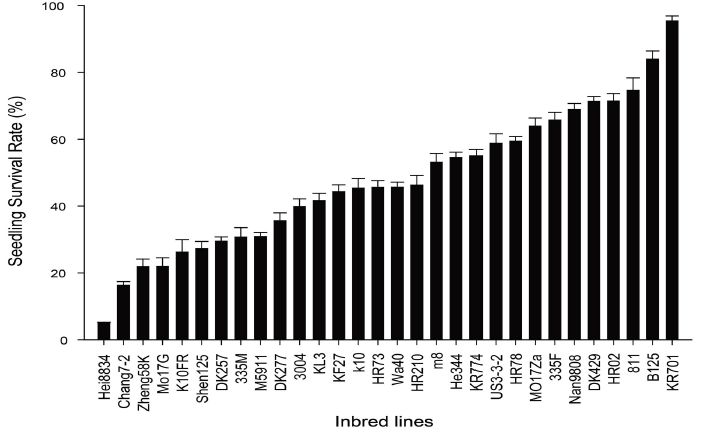 100
80
60
40
20
0
Seedling Survival Rate (%)
Hei8834
Chang7-2
Zheng58K
Mo17G
K10FR
Shen125
DK257
335M
M5911
DK277
3004
KL3
KF27
k10
HR73
Wa40
HR210
m8
He344
KR774
US3-3-2
HR78
MO17Za
335F
Nan9808
DK429
HR02
811
B125
KR701
Inbred lines